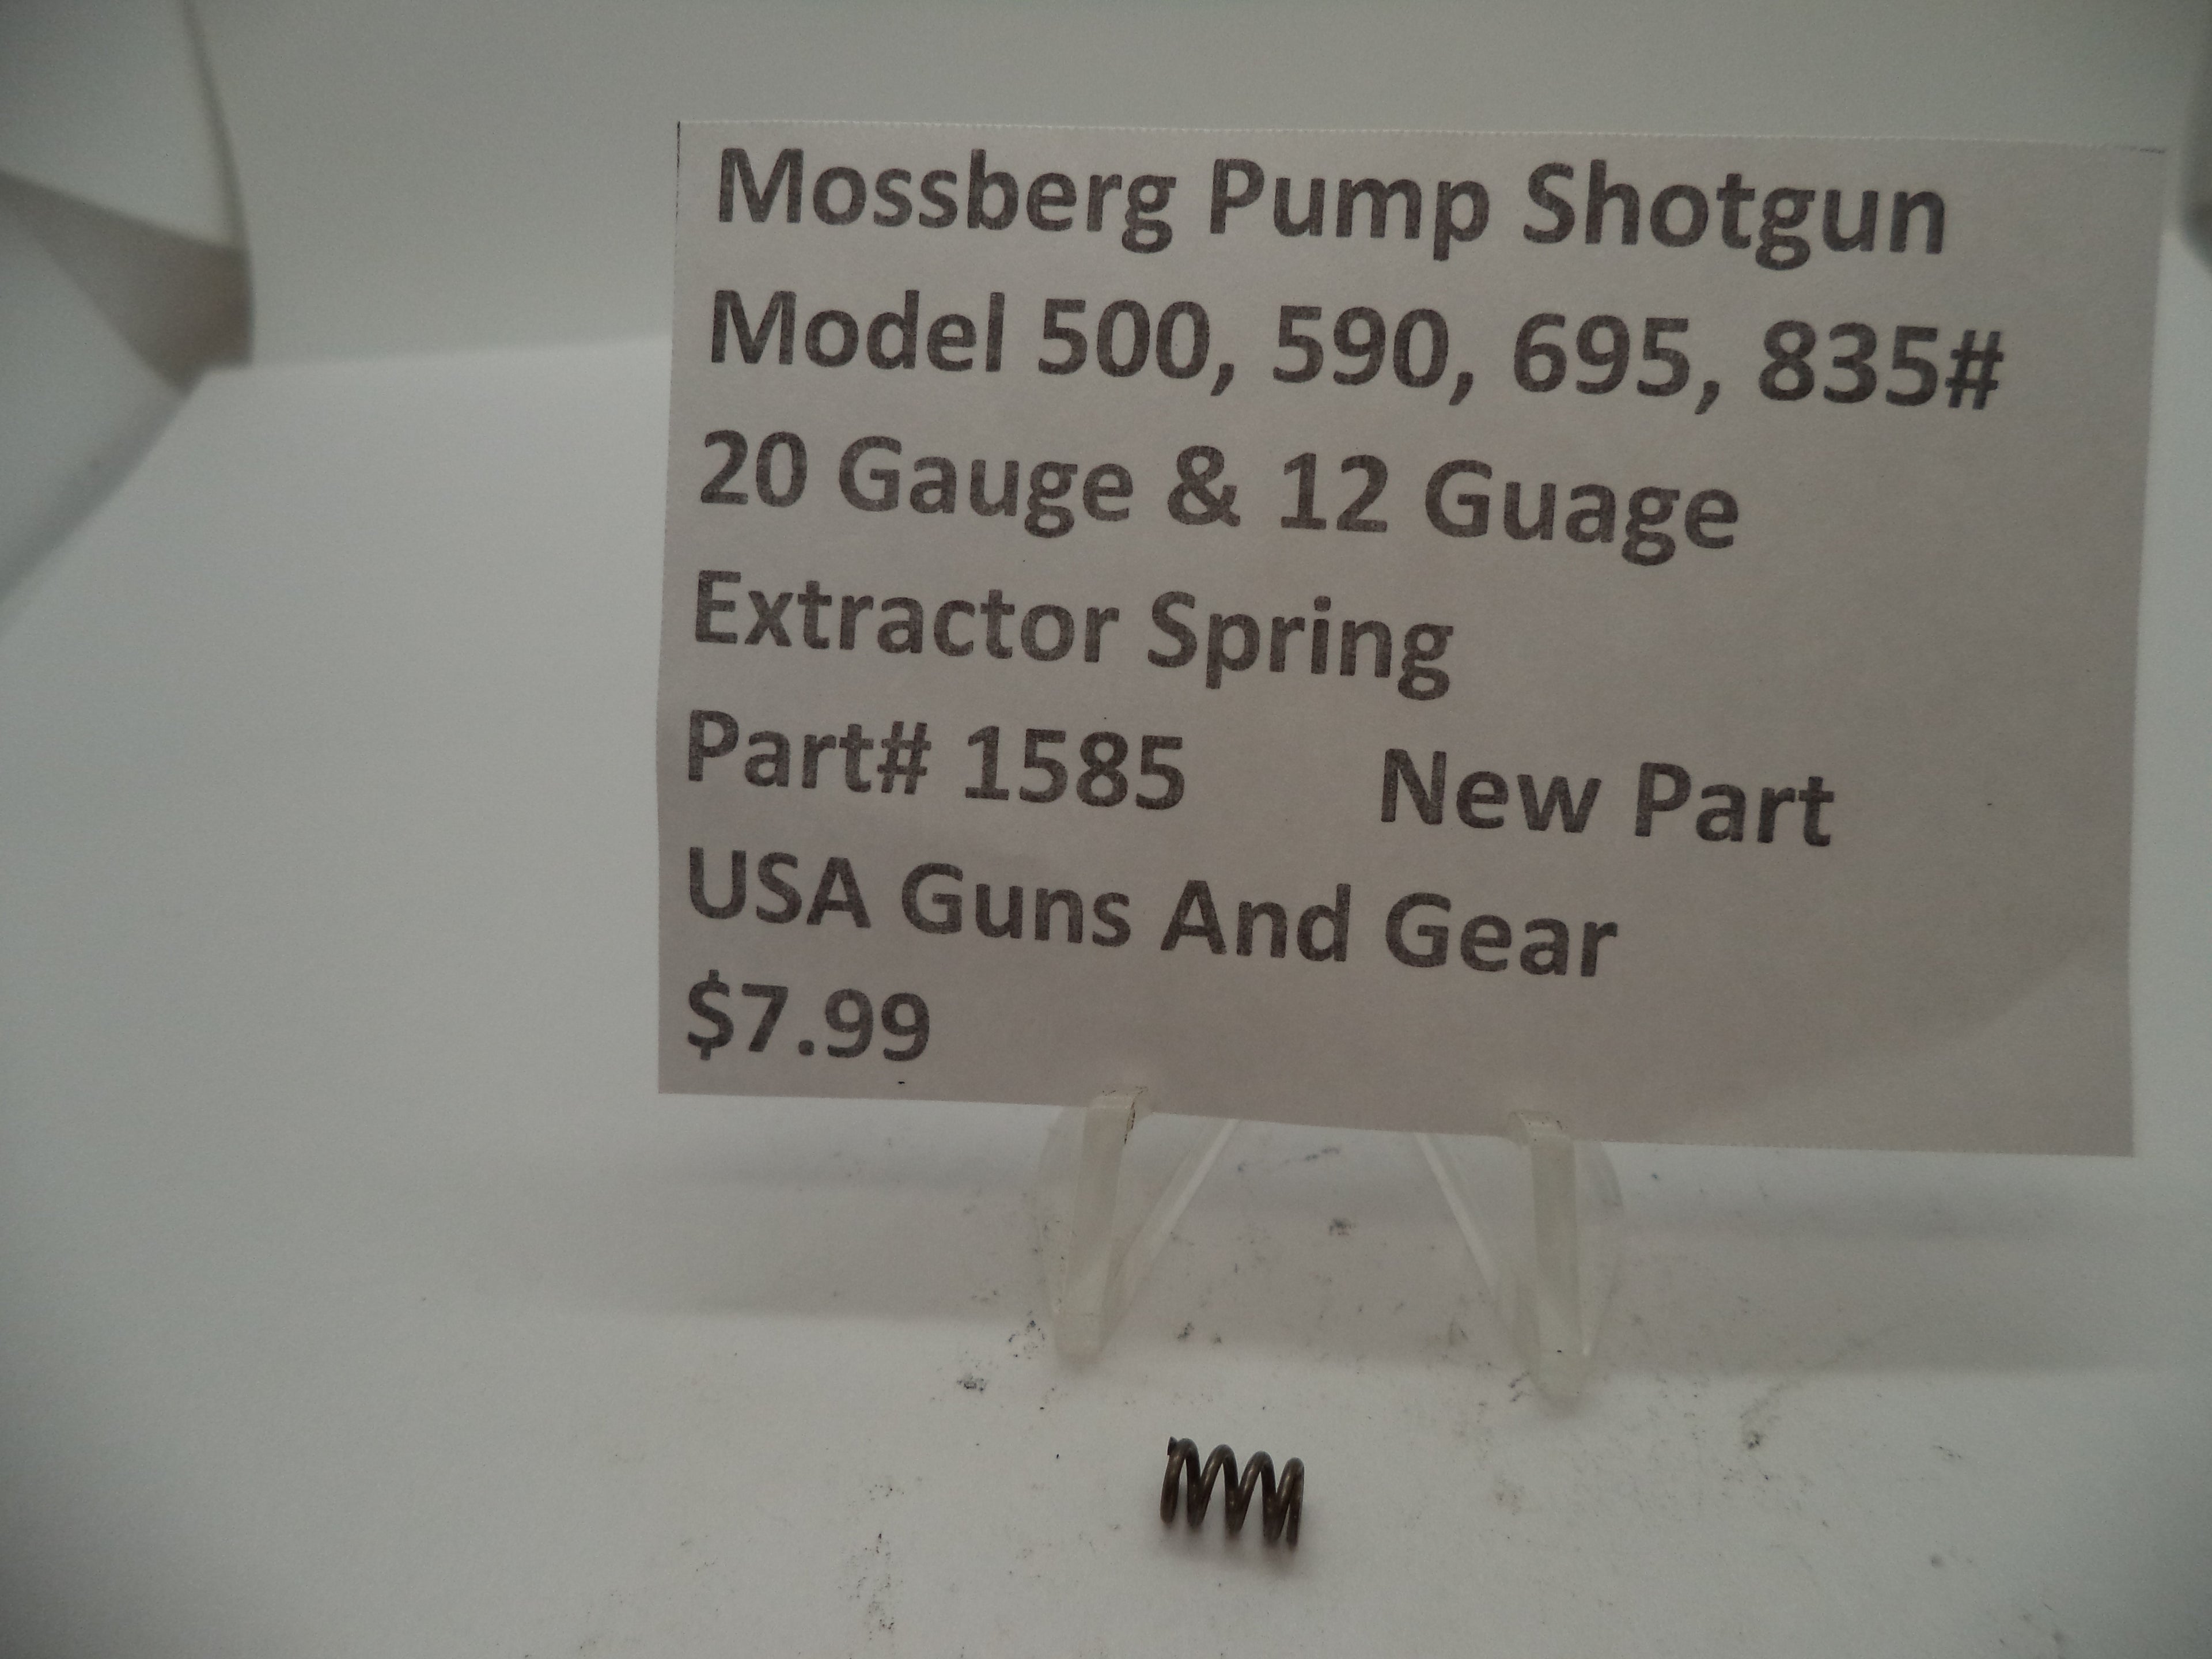 Mossberg Pump Shotgun
Model 500, 590, 695, 835#
20 Gauge & 12 Guage
Extractor Spring
Part# 1585 New Part
USA Guns And Gear
$7.99